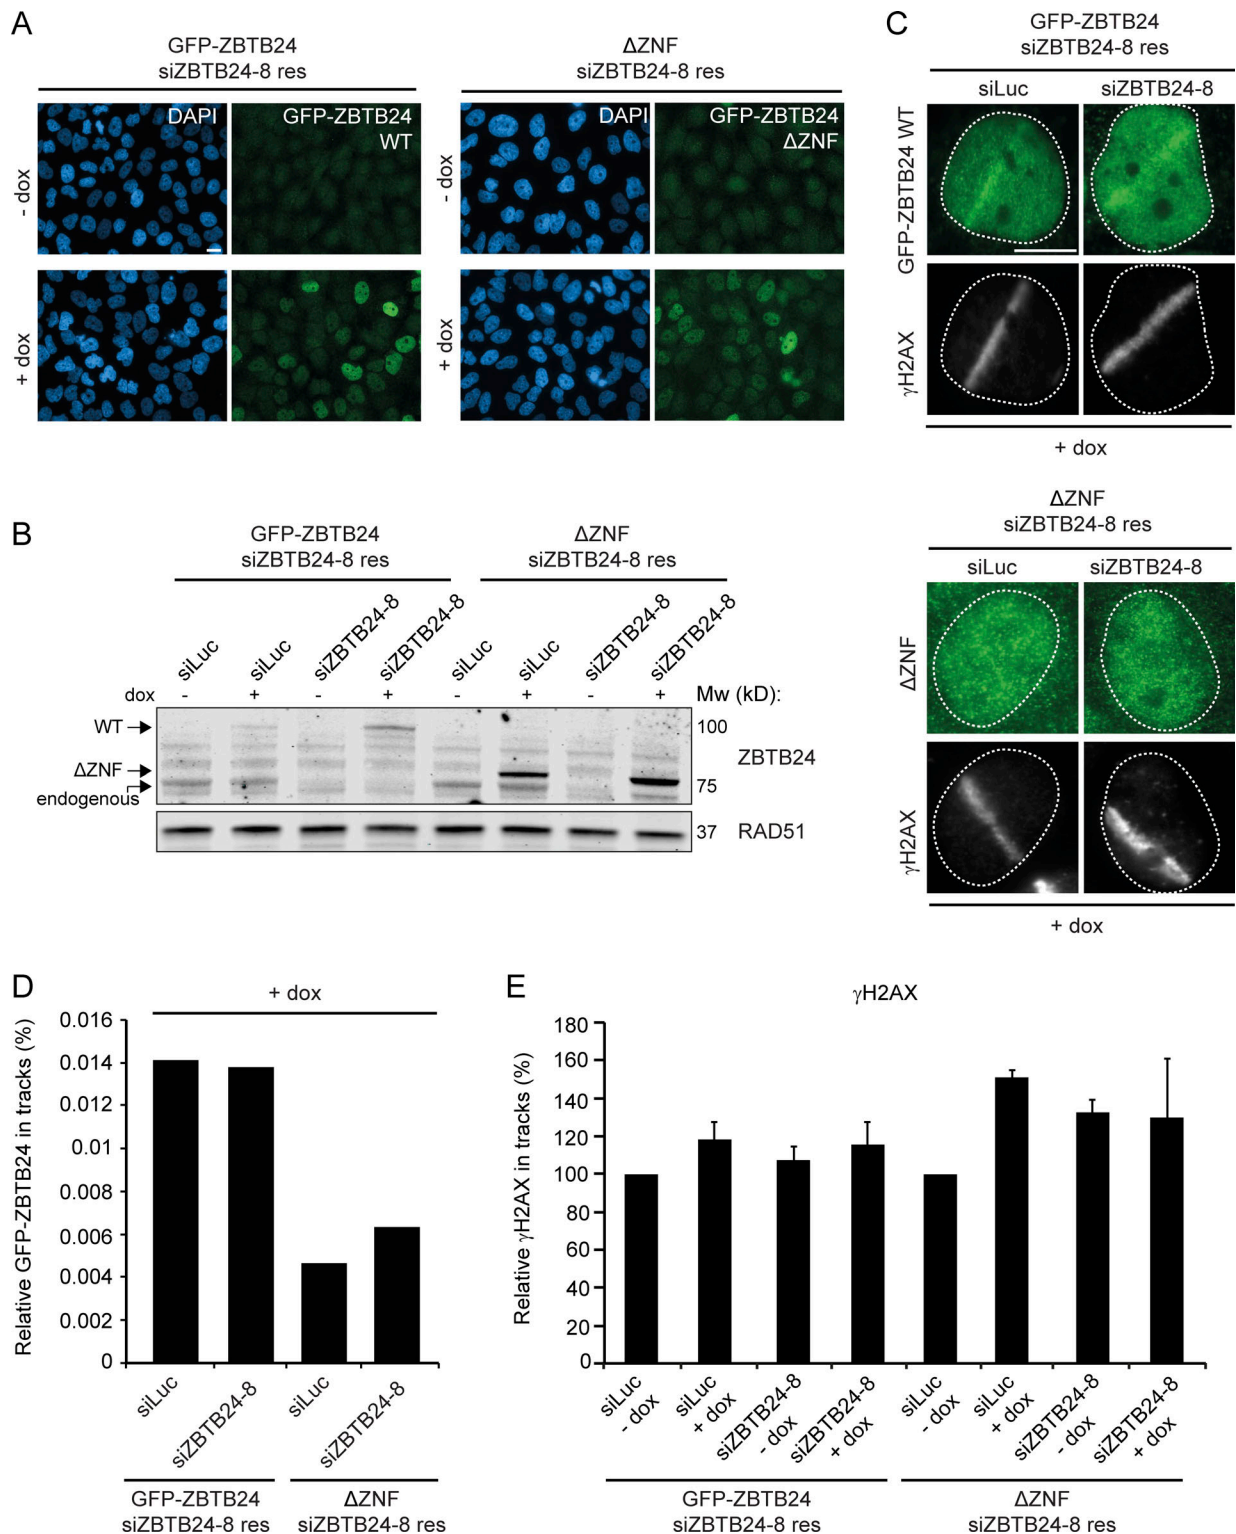 A
GFP-ZBTB24
siZBTB24-8 res
ΔZNF
siZBTB24-8 res
DAPI
GFP-ZBTB24
WT
DAPI
GFP-ZBTB24
ΔZNF
- dox
- dox
+ dox
+ dox
C
GFP-ZBTB24
siZBTB24-8 res
siLuc
siZBTB24-8
GFP-ZBTB24 WT
γH2AX
+ dox
ΔZNF
siZBTB24-8 res
siLuc
siZBTB24-8
ΔZNF
γH2AX
+ dox
B
GFP-ZBTB24
siZBTB24-8 res
ΔZNF
siZBTB24-8 res
siLuc
siLuc
siZBTB24-8
siZBTB24-8
siLuc
siLuc
siZBTB24-8
siZBTB24-8
dox - + - + - + - + Mw (kD):
WT
100
ZBTB24
ΔZNF
endogenous
75
37 RAD51
D
+ dox
Relative GFP-ZBTB24 in tracks (%)
0.016
0.014
0.012
0.01
0.008
0.006
0.004
0.002
0
siLuc
siZBTB24-8
siLuc
siZBTB24-8
GFP-ZBTB24
siZBTB24-8 res
ΔZNF
siZBTB24-8 res
E
γH2AX
Relative γH2AX in tracks (%)
180
160
140
120
100
80
60
40
20
0
siLuc
- dox
siLuc
+ dox
siZBTB24-8
- dox
siZBTB24-8
+ dox
siLuc
- dox
siLuc
+ dox
siZBTB24-8
- dox
siZBTB24-8
+ dox
GFP-ZBTB24
siZBTB24-8 res
ΔZNF
siZBTB24-8 res